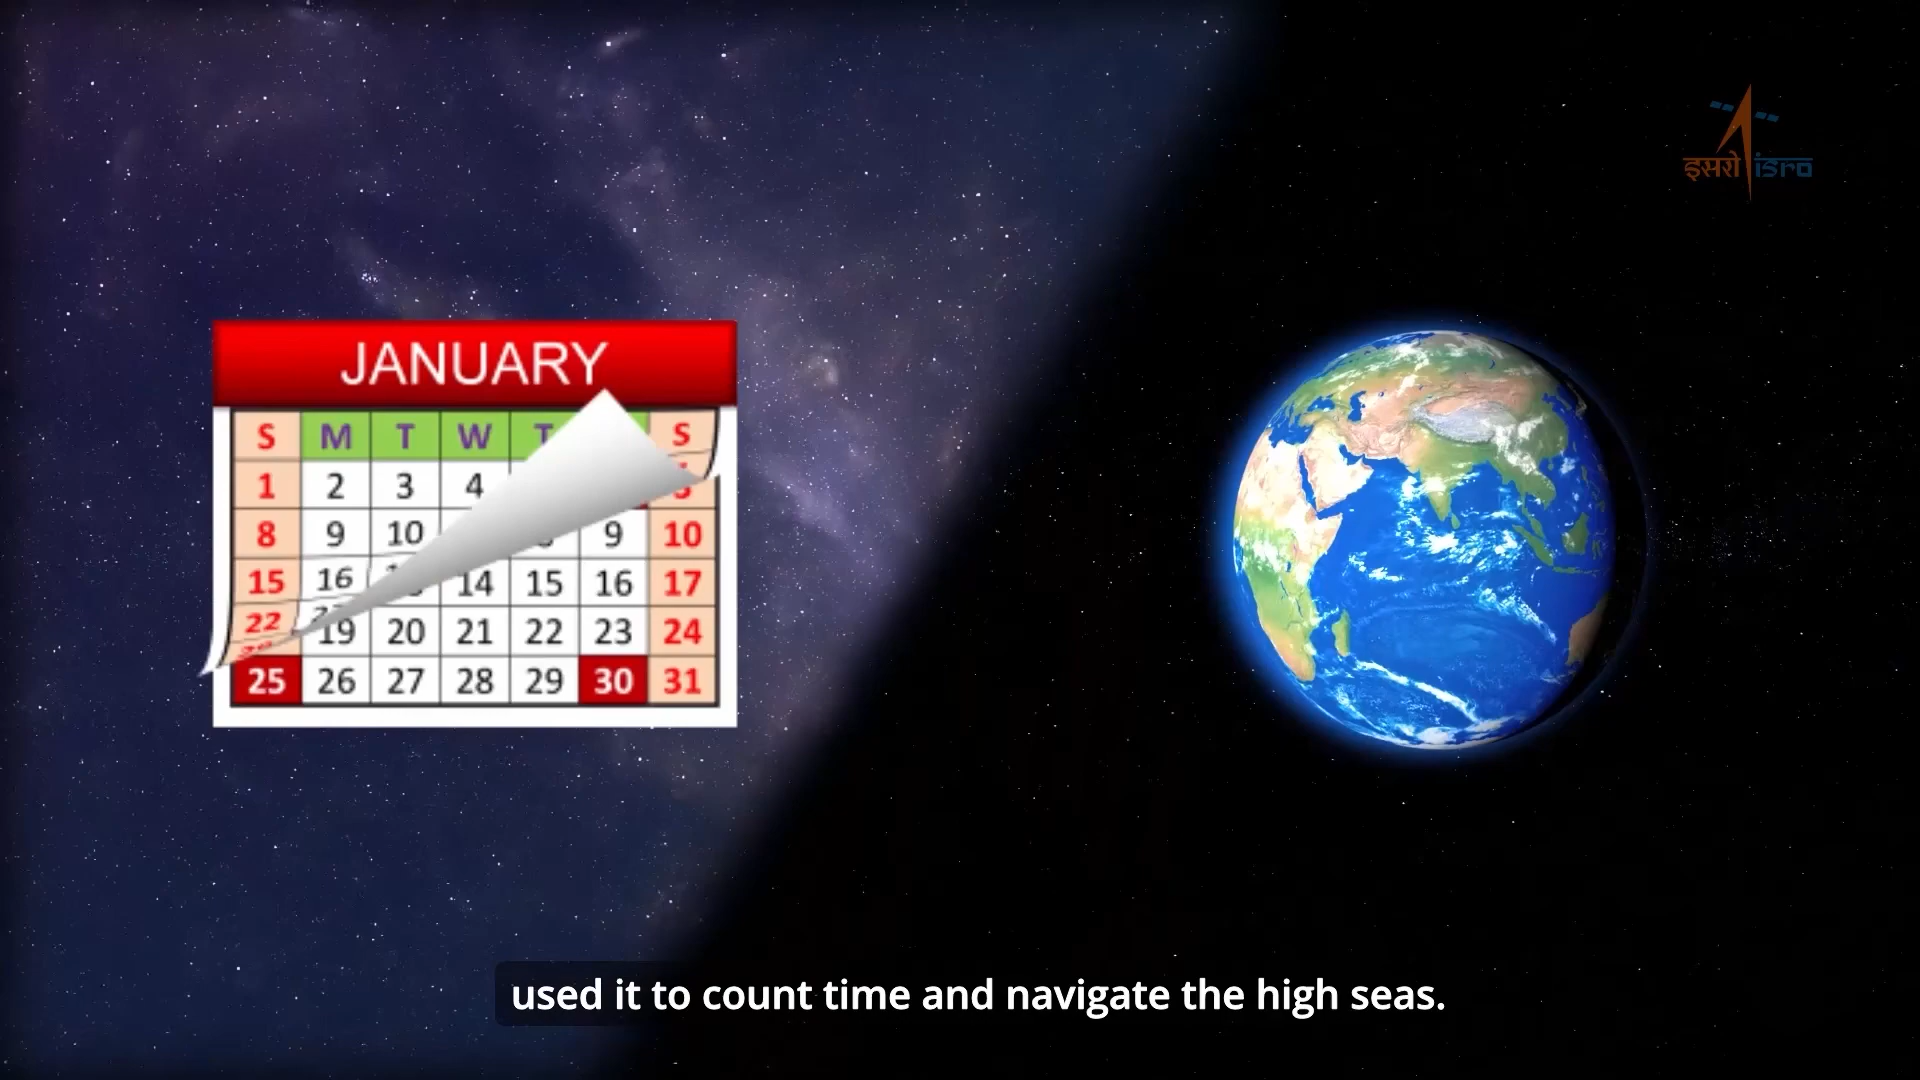 इसरो isro
JANUARY
S M T W T S
1 2 3 4
8 9 10 9 10
15 16 14 15 16 17
22 19 20 21 22 23 24
25 26 27 28 29 30 31
used it to count time and navigate the high seas.